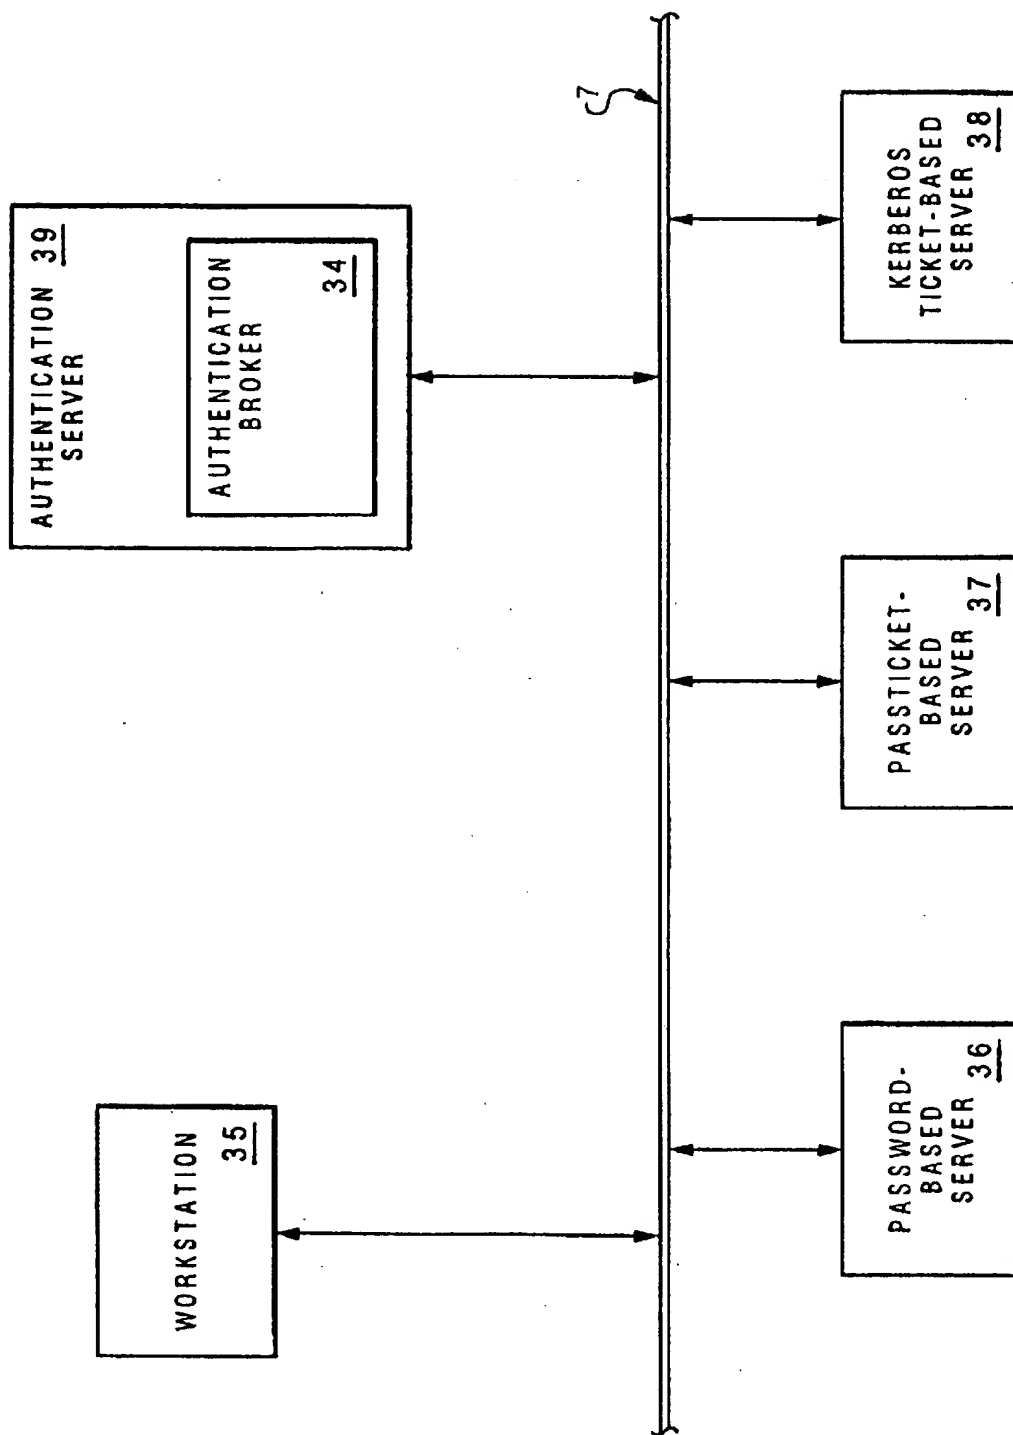 WORKSTATION
35
AUTHENTICATION
SERVER
39
AUTHENTICATION
BROKER
34
7
PASSWORD-
BASED
SERVER
36
PASSTICKET-
BASED
SERVER
37
KERBEROS
TICKET-BASED
SERVER
38